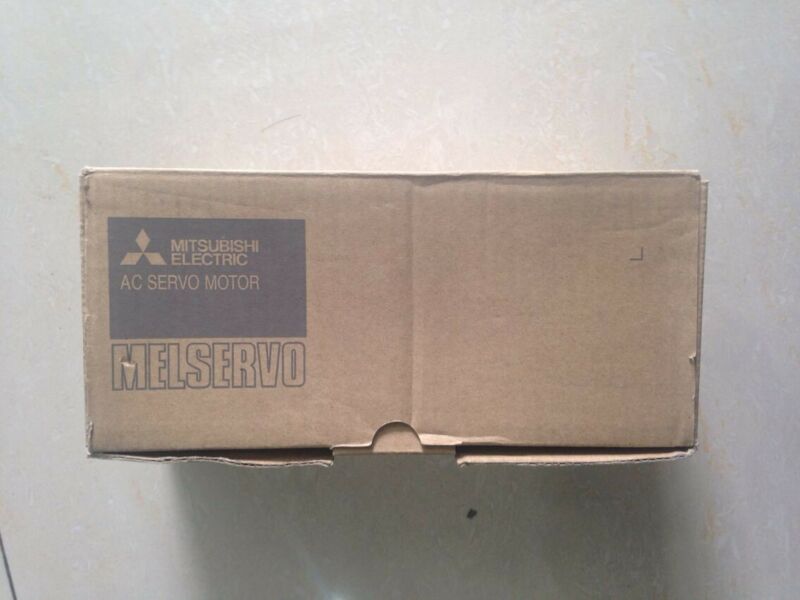 MITSUBISHI
ELECTRIC
AC SERVO MOTOR
MELSERVO